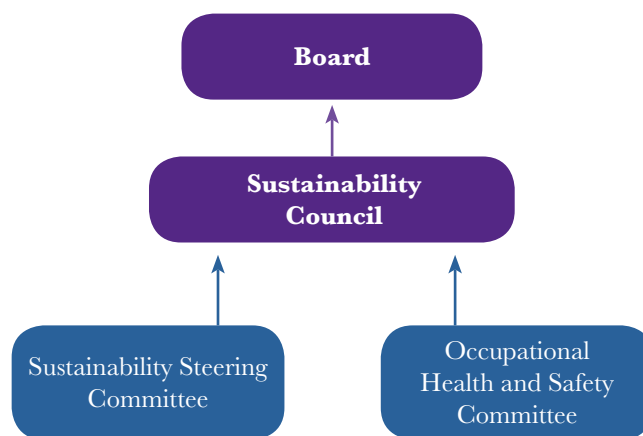 Board
Sustainability
Council
Sustainability Steering
Committee
Occupational
Health and Safety
Committee